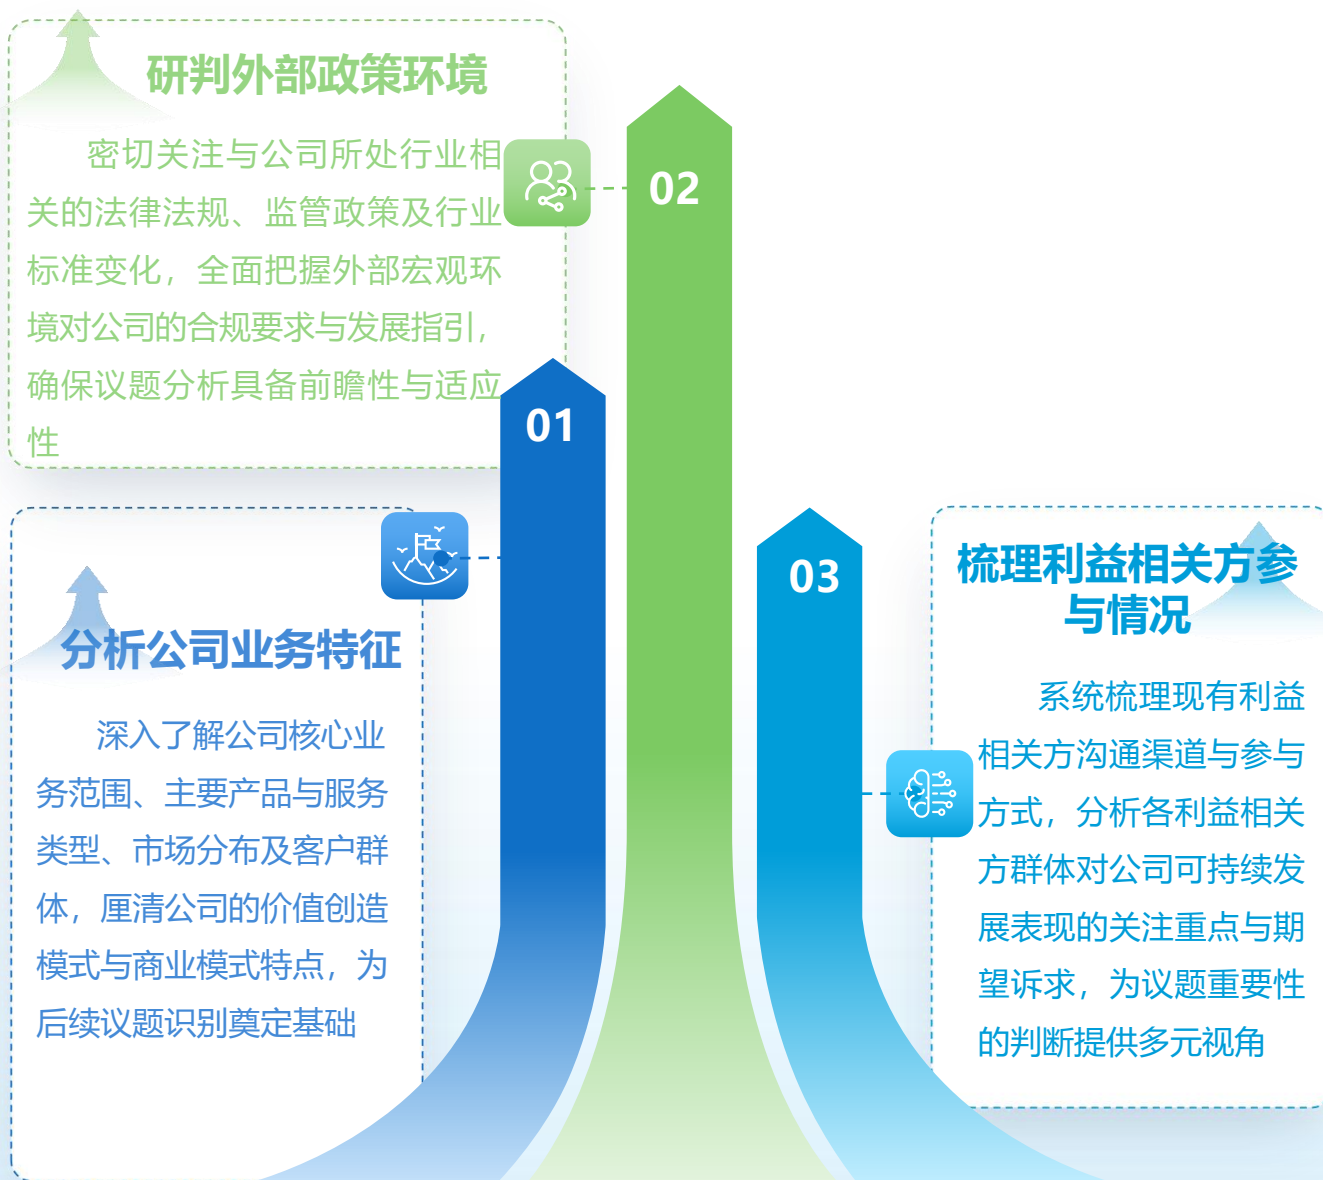 研判外部政策环境
密切关注与公司所处行业相
关的法律法规、监管政策及行业
标准变化，全面把握外部宏观环
境对公司的合规要求与发展指引，
确保议题分析具备前瞻性与适应
性
02
01
分析公司业务特征
深入了解公司核心业
务范围、主要产品与服务
类型、市场分布及客户群
体，厘清公司的价值创造
模式与商业模式特点，为
后续议题识别奠定基础
03
梳理利益相关方参
与情况
系统梳理现有利益
相关方沟通渠道与参与
方式，分析各利益相关
方群体对公司可持续发
展表现的关注重点与期
望诉求，为议题重要性
的判断提供多元视角